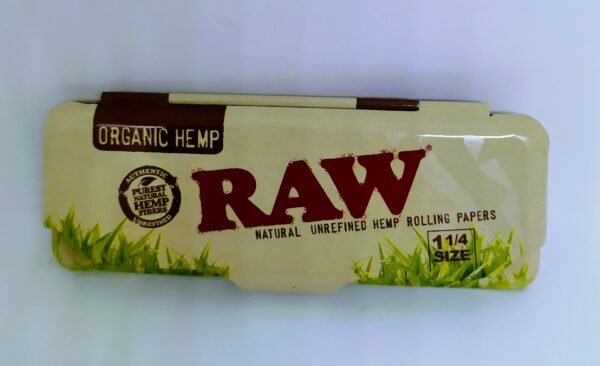 ORGANIC HEMP
AUTHENTIC
PUREST
NATURAL
HEMP
FIBERS
UNREFINED
RAW®
NATURAL UNREFINED HEMP ROLLING PAPERS
1 1/4
SIZE